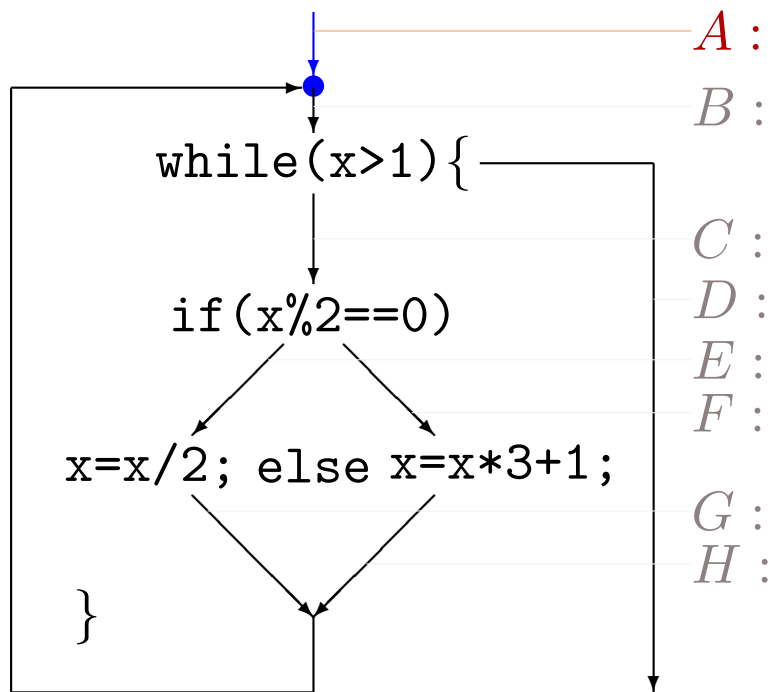 A :
B :
while(x>1){
C :
if(x%2==0)
D :
E :
F :
x=x/2; else x=x*3+1;
G :
H :
}